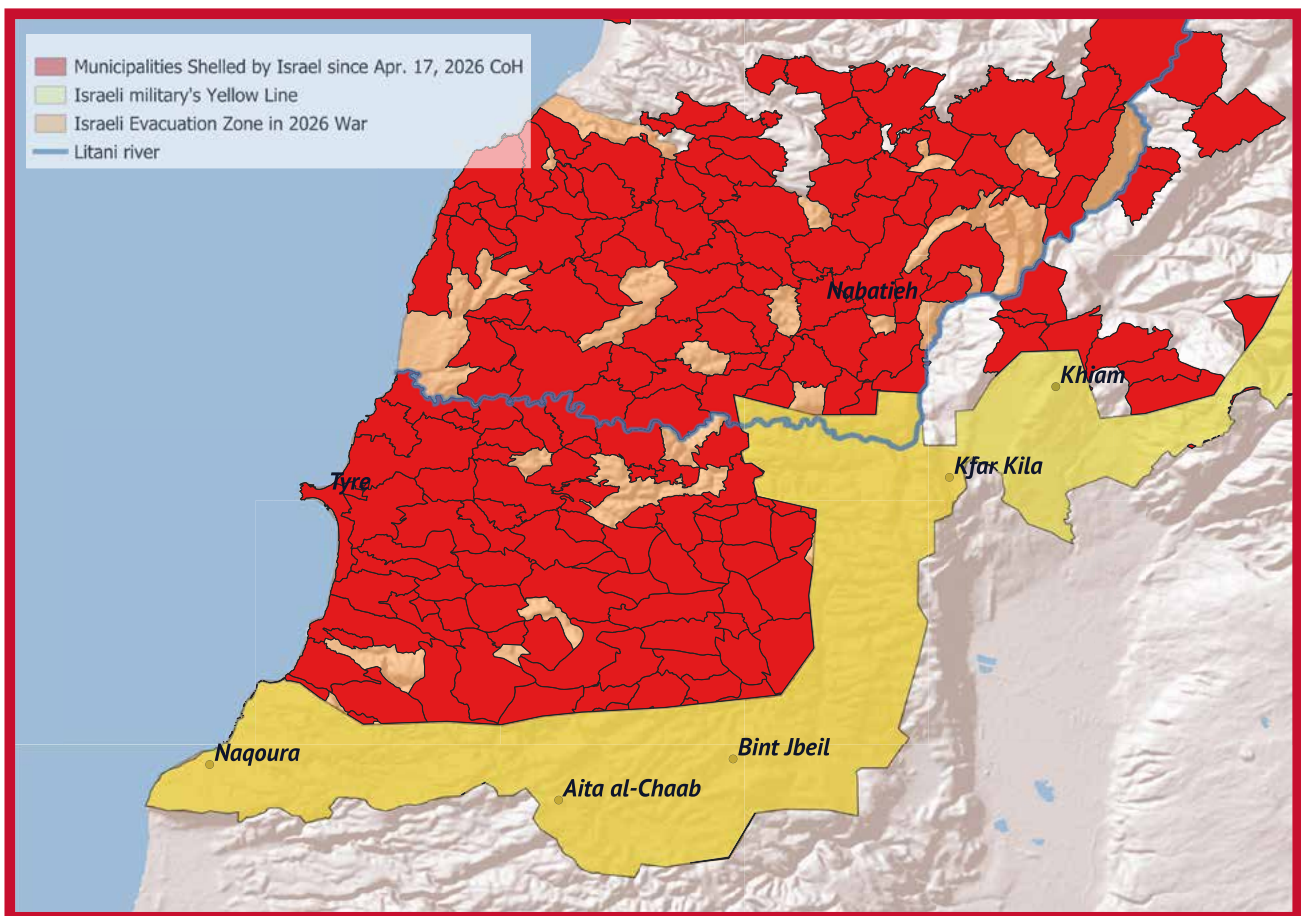 Municipalities Shelled by Israel since Apr. 17, 2026 CoH
Israeli military's Yellow Line
Israeli Evacuation Zone in 2026 War
Litani river
Nabatieh
Khiam
Kfar Kila
Tyre
Naqoura
Bint Jbeil
Aita al-Chaab